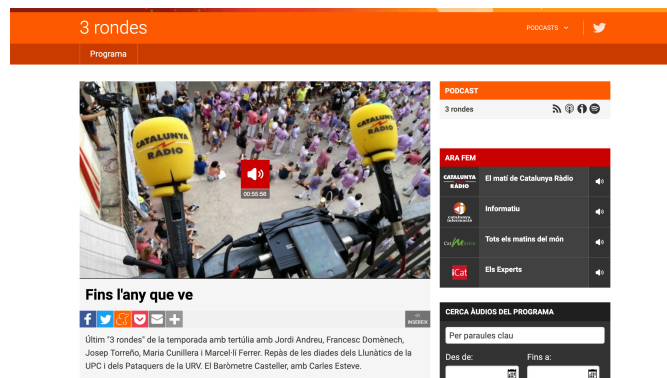 3 rondes
PODCASTS
Programa
CATALUNYA
RÀDIO
CATALUNYA
RÀDIO
00:55:56
Fins l'any que ve
INSEREIX
Últim "3 rondes" de la temporada amb tertúlia amb Jordi Andreu, Francesc Domènech,
Josep Torreño, Maria Cunillera i Marcel·lí Ferrer. Repàs de les diades dels Llunàtics de la
UPC i dels Pataquers de la URV. El Baròmetre Casteller, amb Carles Esteve.
PODCAST
3 rondes
ARA FEM
CATALUNYA
RÀDIO
El matí de Catalunya Ràdio
catalunya
informació
Informatiu
Cat Música
Tots els matins del món
iCat
Els Experts
CERCA ÀUDIOS DEL PROGRAMA
Per paraules clau
Des de: Fins a: